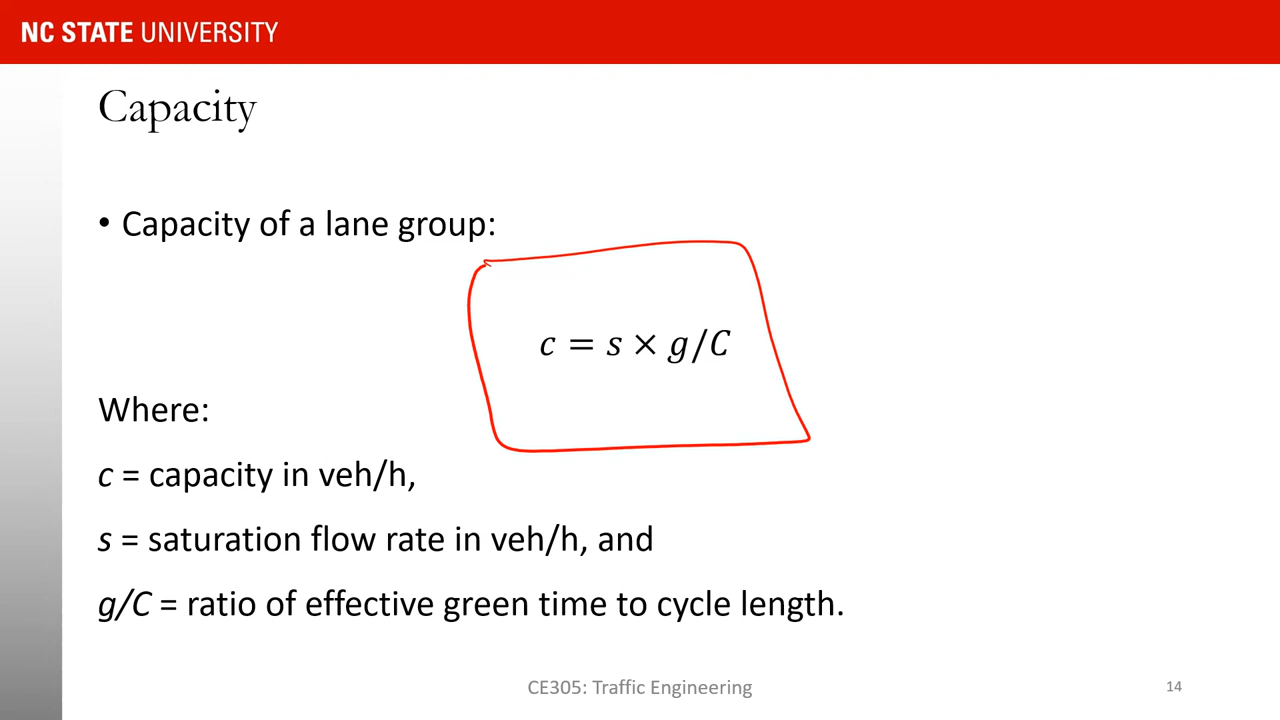 NC STATE UNIVERSITY
Capacity
• Capacity of a lane group:
c = s × g/C
Where:
c = capacity in veh/h,
s = saturation flow rate in veh/h, and
g/C = ratio of effective green time to cycle length.
CE305: Traffic Engineering
14